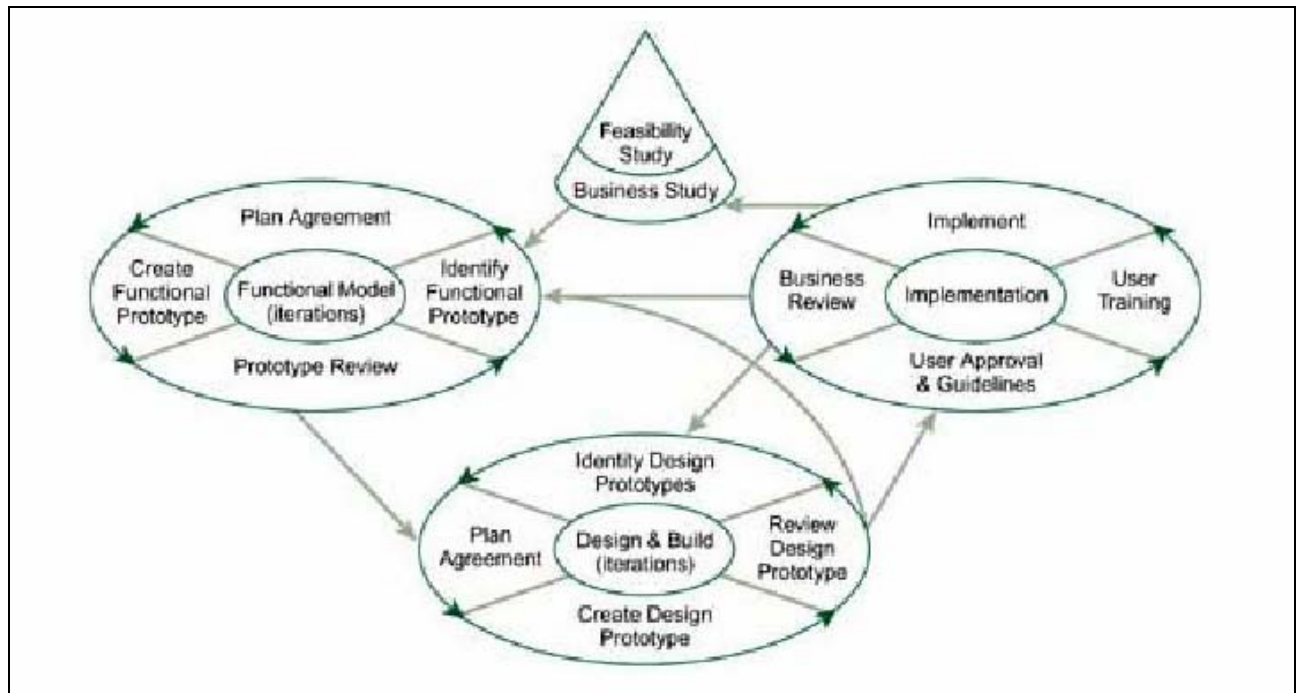 Feasibility
Study
Business Study
Plan Agreement
Create
Functional
Prototype
Functional Model
(iterations)
Identify
Functional
Prototype
Prototype Review
Implement
Business
Review
Implementation
User
Training
User Approval
& Guidelines
Identity Design
Prototypes
Plan
Agreement
Design & Build
(iterations)
Review
Design
Prototype
Create Design
Prototype